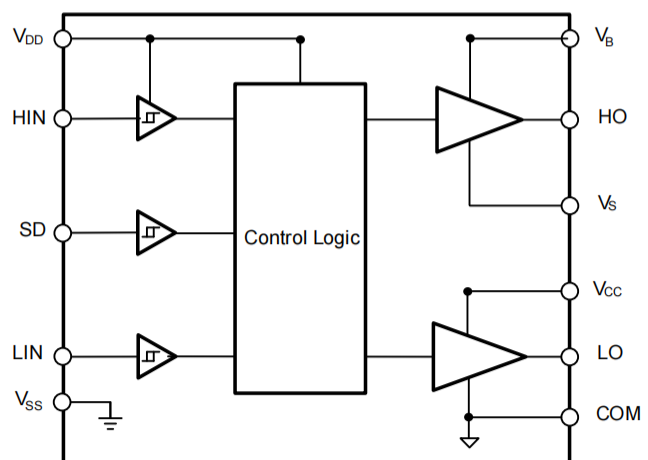 VDD
VB
HIN
HO
VS
SD
Control Logic
VCC
LIN
LO
VSS
COM